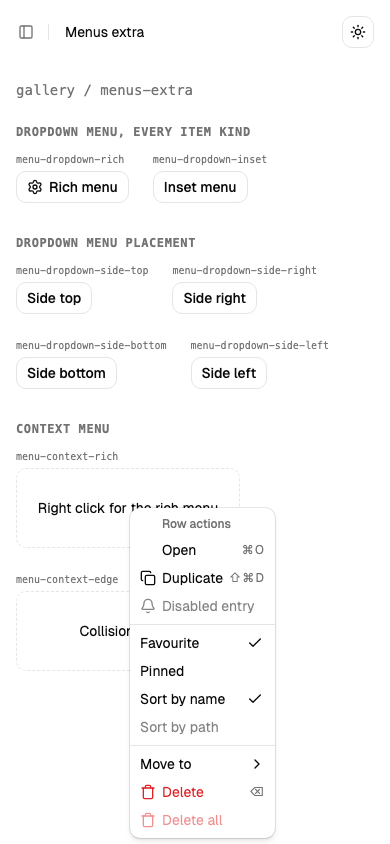 Menus extra
gallery / menus-extra
DROPDOWN MENU, EVERY ITEM KIND
menu-dropdown-rich
menu-dropdown-inset
Rich menu
Inset menu
DROPDOWN MENU PLACEMENT
menu-dropdown-side-top
menu-dropdown-side-right
Side top
Side right
menu-dropdown-side-bottom
menu-dropdown-side-left
Side bottom
Side left
CONTEXT MENU
menu-context-rich
Right click for the rich menu
Row actions
Open ⌘O
Duplicate ⇧⌘D
menu-context-edge
Disabled entry
Collision
Favourite
Pinned
Sort by name
Sort by path
Move to
Delete ⌫
Delete all